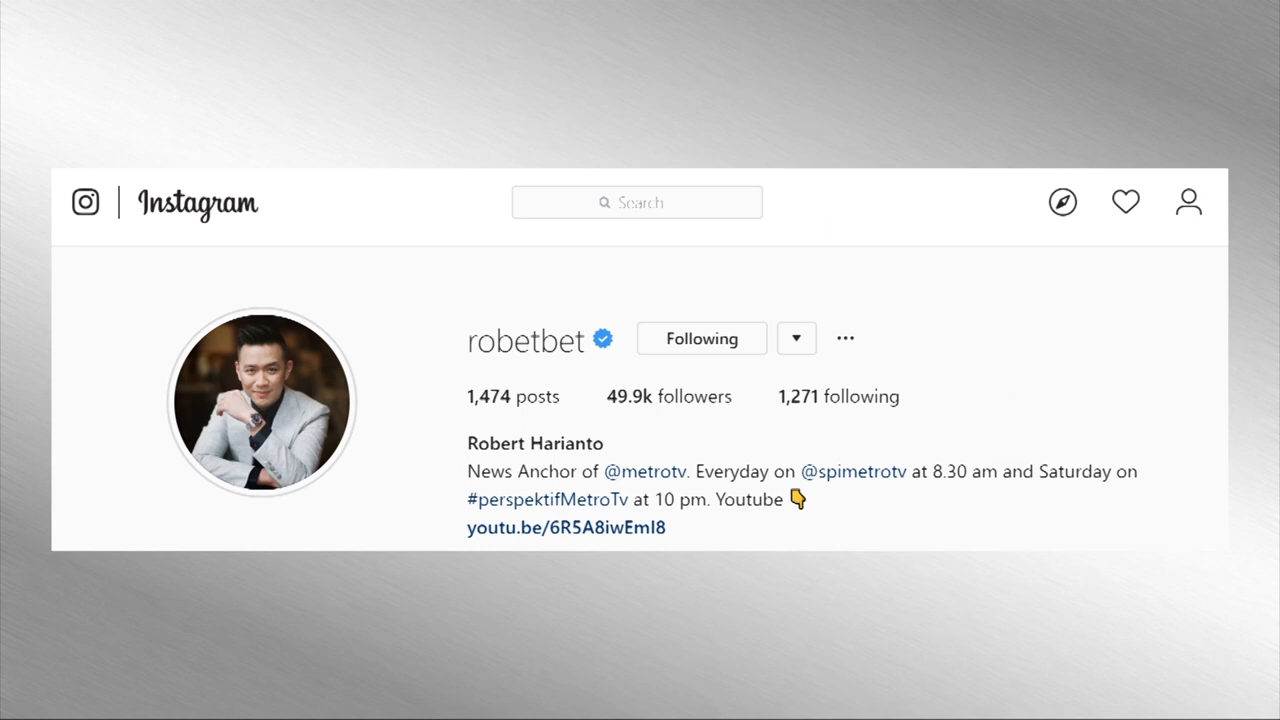 Instagram
Search
robetbet
Following
1,474 posts 49.9k followers 1,271 following
Robert Harianto
News Anchor of @metrotv. Everyday on @spimetrotv at 8.30 am and Saturday on
#perspektifMetroTv at 10 pm. Youtube 👇
youtu.be/6R5A8iwEmI8